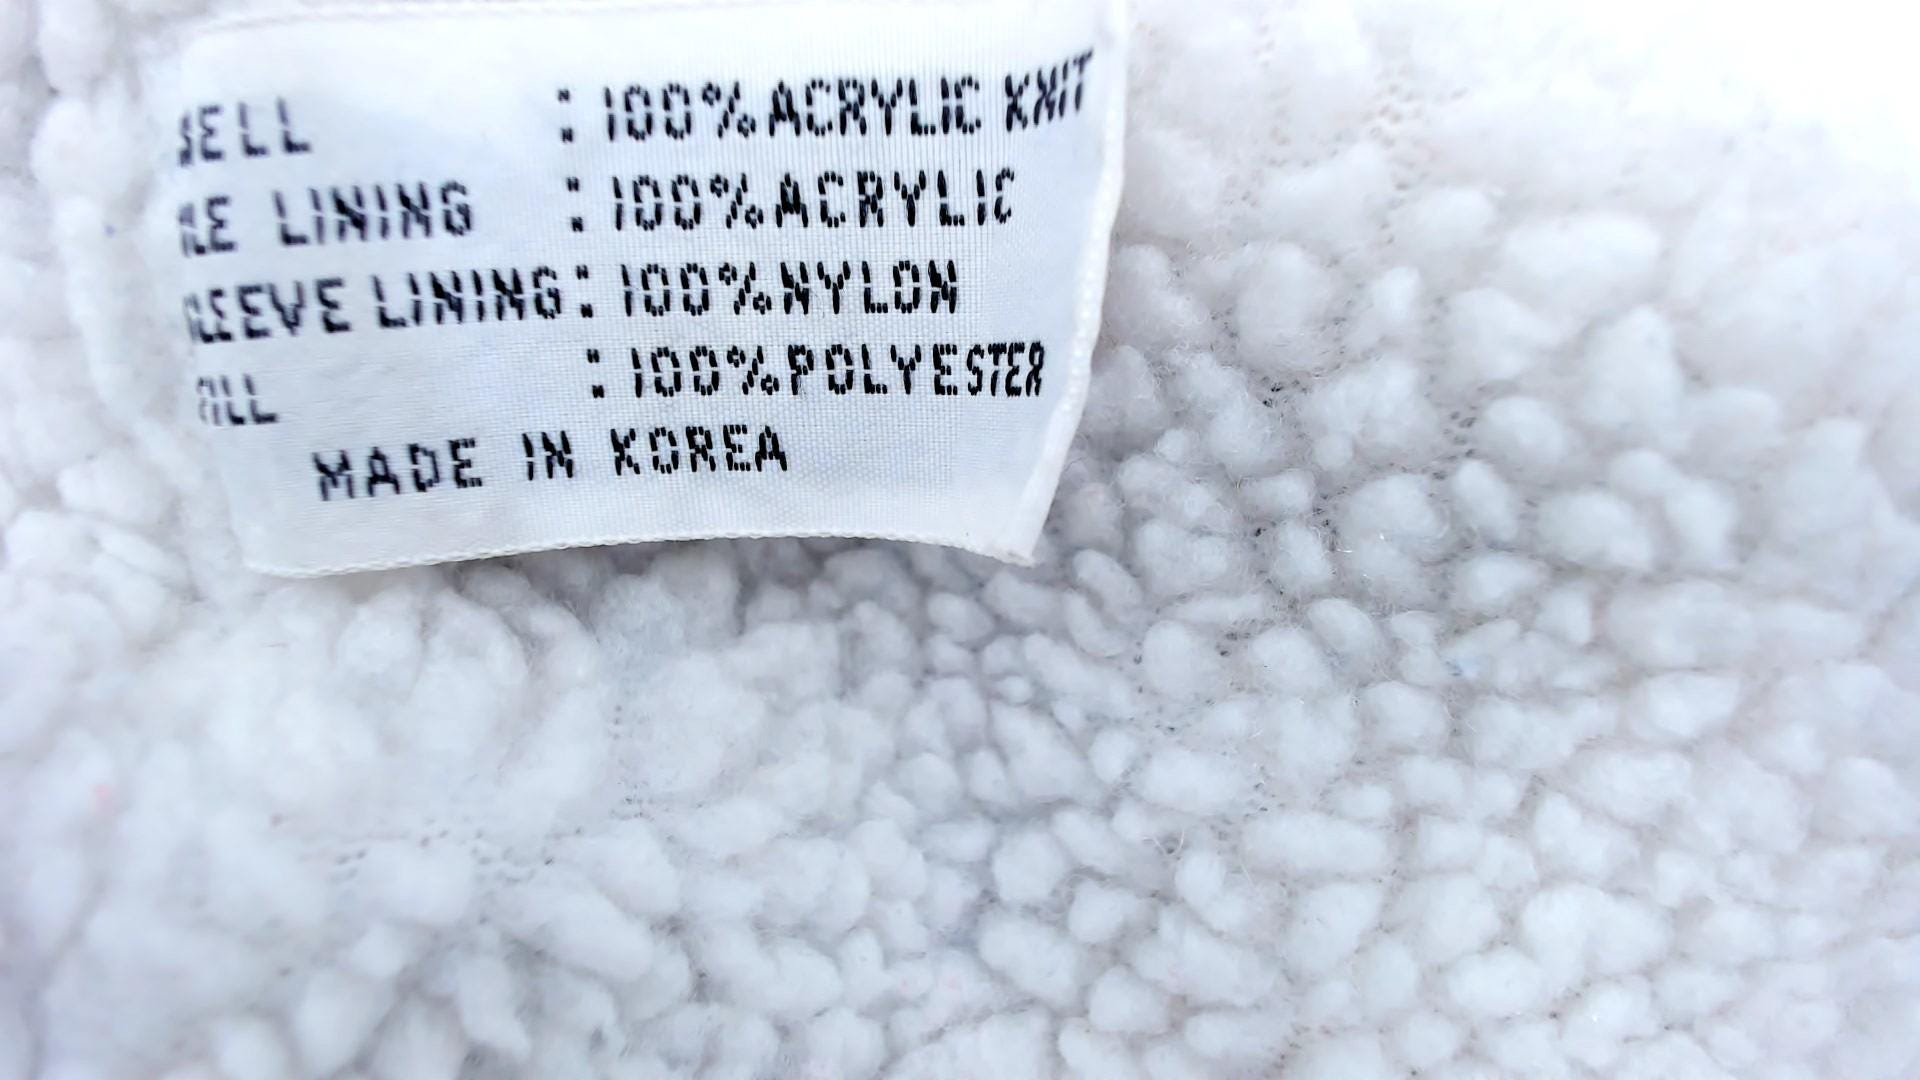 : 100%ACRYLIC KNIT
LINING : 100%ACRYLIC
LINING : 100%NYLON
: 100%POLYESTER
MADE IN KOREA